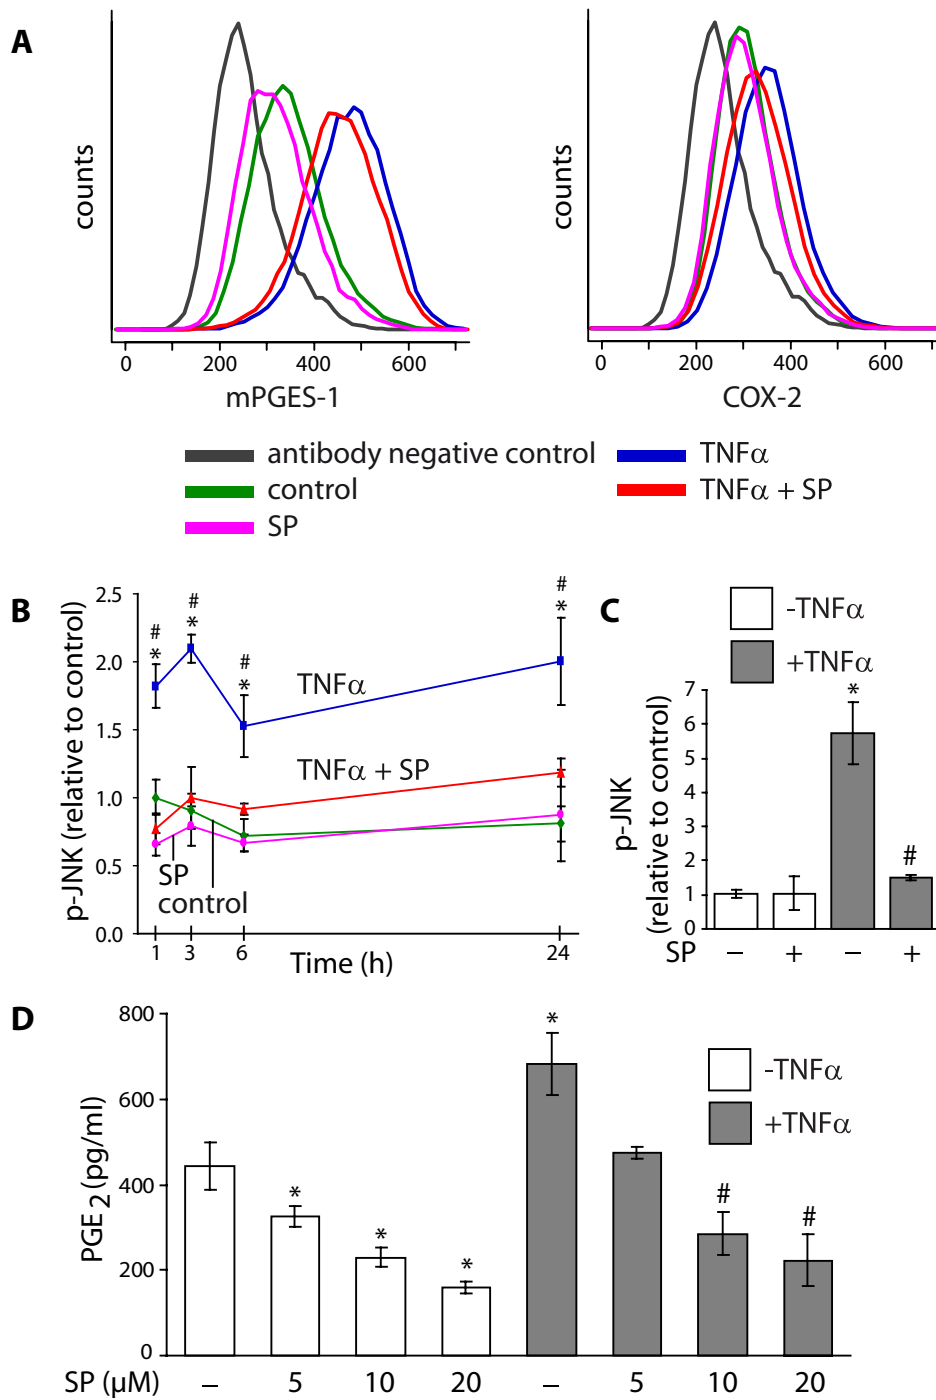 A
counts
0 200 400 600
mPGES-1
counts
0 200 400 600
COX-2
antibody negative control
control
SP
TNFα
TNFα + SP
B
p-JNK (relative to control)
2.5
2.0
1.5
1.0
0.5
0.0
# *
# *
# *
# *
TNFα
TNFα + SP
SP
control
1 3 6 24
Time (h)
C
-TNFα
+TNFα
p-JNK
(relative to control)
7
6
5
4
3
2
1
0
*
#
SP – + – +
D
PGE2 (pg/ml)
800
600
400
200
0
* * * * # #
-TNFα
+TNFα
SP (µM) – 5 10 20 – 5 10 20